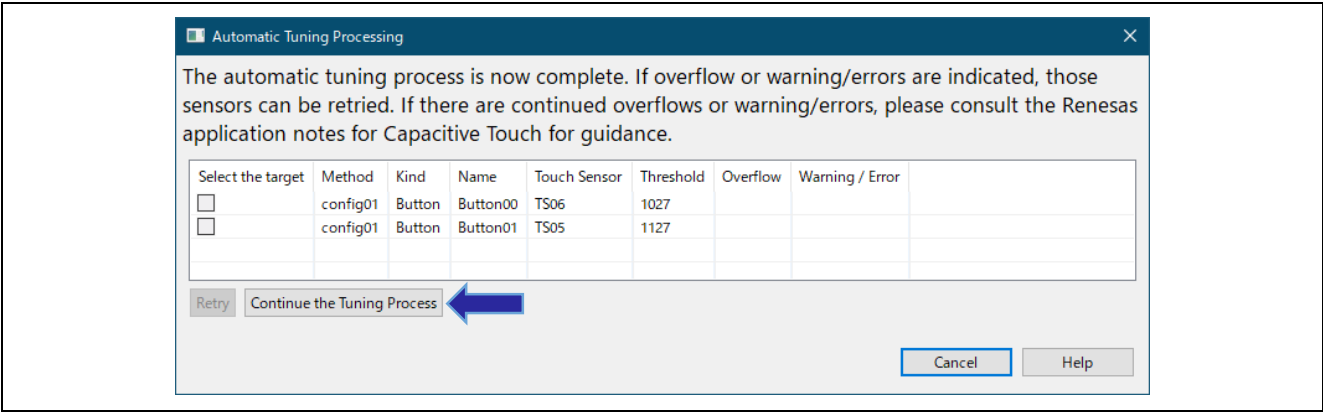 Automatic Tuning Processing
The automatic tuning process is now complete. If overflow or warning/errors are indicated, those
sensors can be retried. If there are continued overflows or warning/errors, please consult the Renesas
application notes for Capacitive Touch for guidance.
Select the target Method Kind Name Touch Sensor Threshold Overflow Warning / Error
config01 Button Button00 TS06 1027
config01 Button Button01 TS05 1127
Retry Continue the Tuning Process
Cancel Help